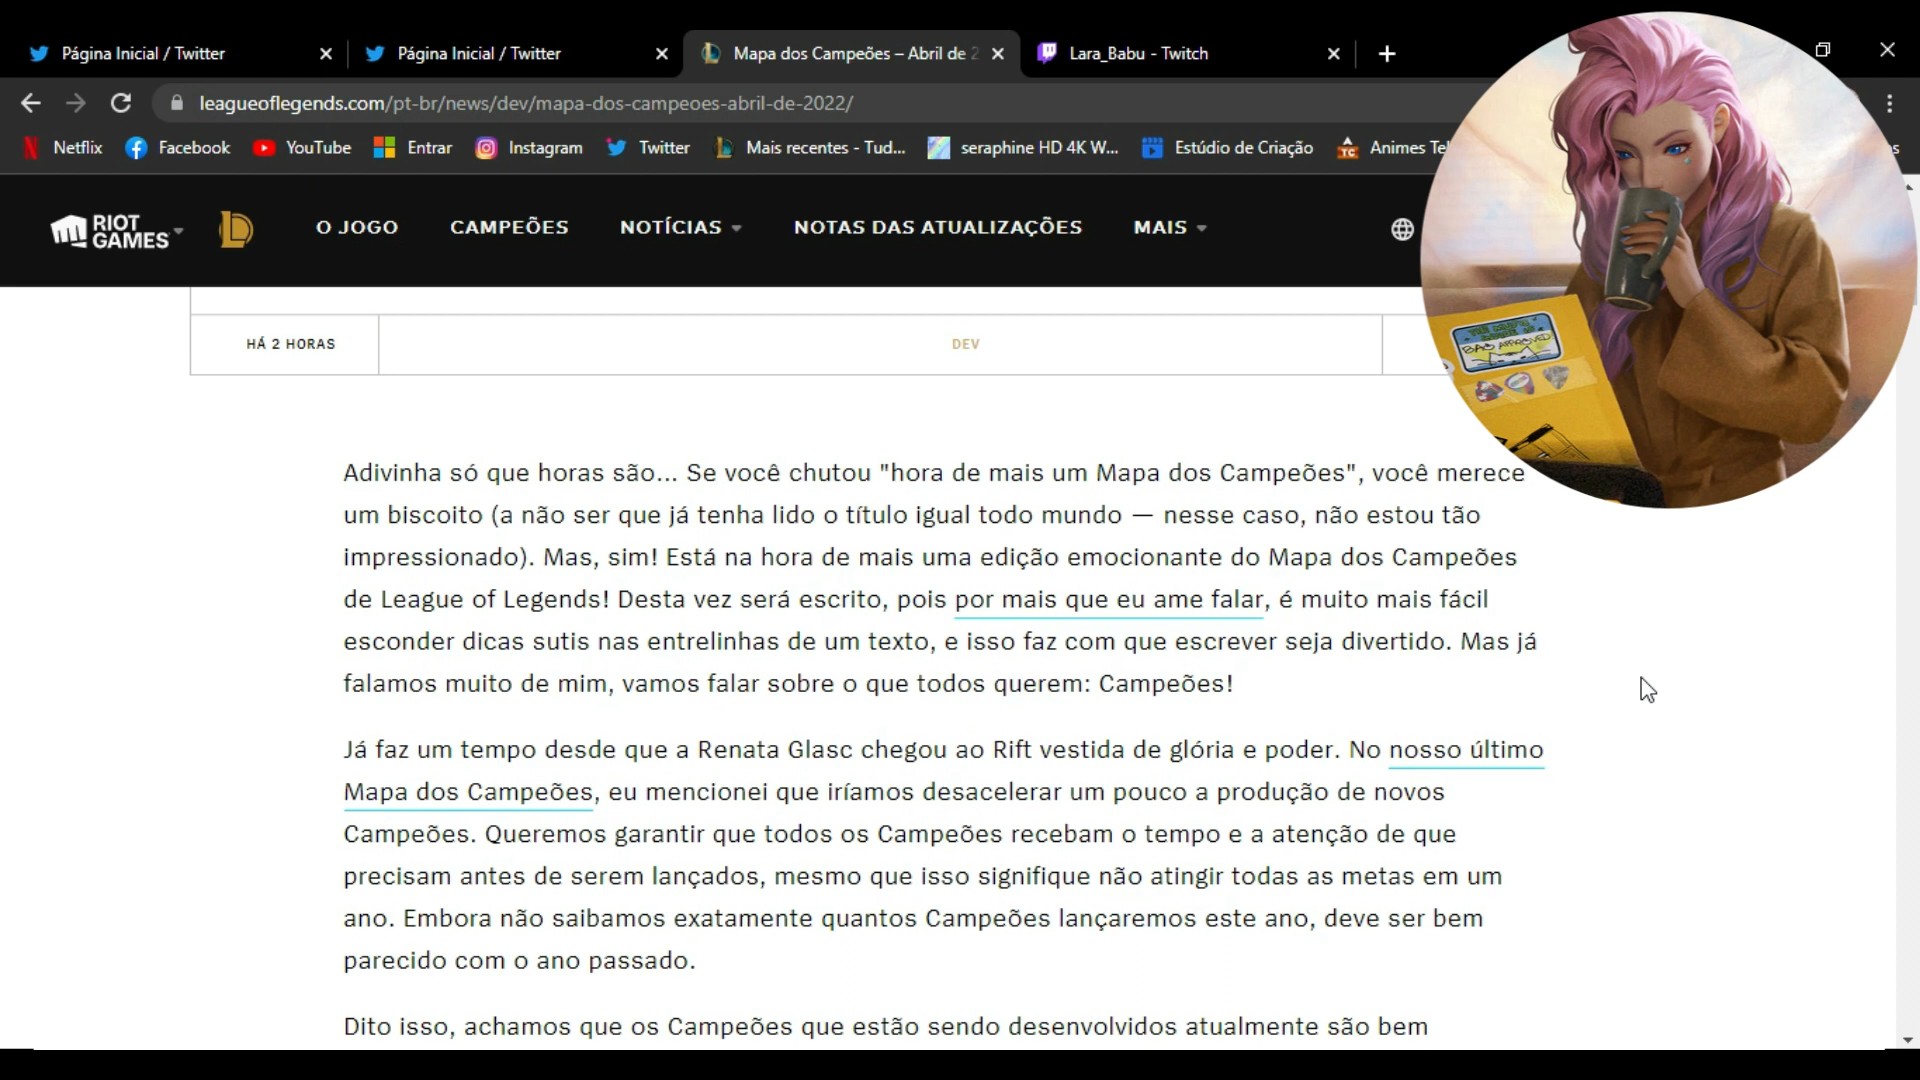 Página Inicial / Twitter
Página Inicial / Twitter
Mapa dos Campeões – Abril de 2
Lara_Babu - Twitch
leagueoflegends.com/pt-br/news/dev/mapa-dos-campeoes-abril-de-2022/
Netflix
Facebook
YouTube
Entrar
Instagram
Twitter
Mais recentes - Tud...
seraphine HD 4K W...
Estúdio de Criação
Animes Tel
RIOT
GAMES
O JOGO
CAMPEÕES
NOTÍCIAS
NOTAS DAS ATUALIZAÇÕES
MAIS
BAO APPROVED!
HÁ 2 HORAS
DEV
Adivinha só que horas são... Se você chutou "hora de mais um Mapa dos Campeões", você merece
um biscoito (a não ser que já tenha lido o título igual todo mundo — nesse caso, não estou tão
impressionado). Mas, sim! Está na hora de mais uma edição emocionante do Mapa dos Campeões
de League of Legends! Desta vez será escrito, pois por mais que eu ame falar, é muito mais fácil
esconder dicas sutis nas entrelinhas de um texto, e isso faz com que escrever seja divertido. Mas já
falamos muito de mim, vamos falar sobre o que todos querem: Campeões!
Já faz um tempo desde que a Renata Glasc chegou ao Rift vestida de glória e poder. No nosso último
Mapa dos Campeões, eu mencionei que iríamos desacelerar um pouco a produção de novos
Campeões. Queremos garantir que todos os Campeões recebam o tempo e a atenção de que
precisam antes de serem lançados, mesmo que isso signifique não atingir todas as metas em um
ano. Embora não saibamos exatamente quantos Campeões lançaremos este ano, deve ser bem
parecido com o ano passado.
Dito isso, achamos que os Campeões que estão sendo desenvolvidos atualmente são bem